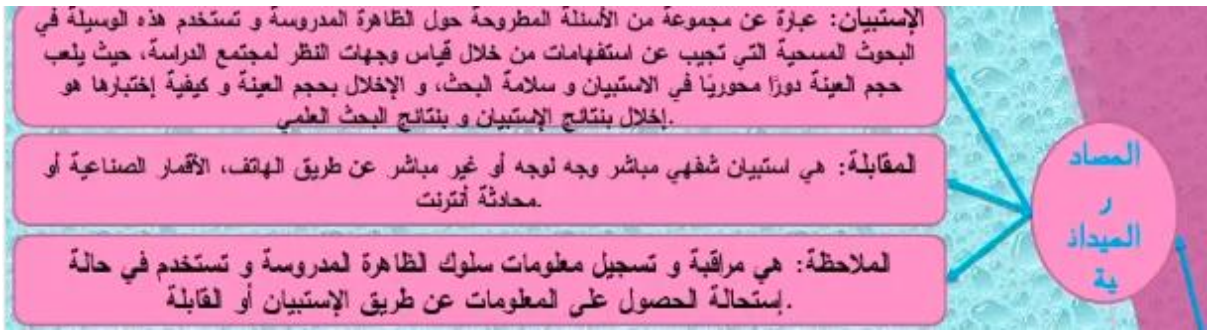 الإستبيان: عبارة عن مجموعة من الأسئلة المطروحة حول الظاهرة المدروسة و تستخدم هذه الوسيلة في
البحوث المسحية التي تجيب عن استفهامات من خلال قياس وجهات النظر لمجتمع الدراسة، حيث يلعب
حجم العينة دورًا محوريًا في الاستبيان و سلامة البحث، و الإخلال بحجم العينة و كيفية إختبارها هو
.إخلال بنتائج الإستبيان و بنتائج البحث العلمي
المقابلة: هي استبيان شفهي مباشر وجه لوجه أو غير مباشر عن طريق الهاتف، الأقمار الصناعية أو
.محادثة أنترنت
الملاحظة: هي مراقبة و تسجيل معلومات سلوك الظاهرة المدروسة و تستخدم في حالة
.إستحالة الحصول على المعلومات عن طريق الإستبيان أو القابلة
المصاد
ر
الميدان
ية